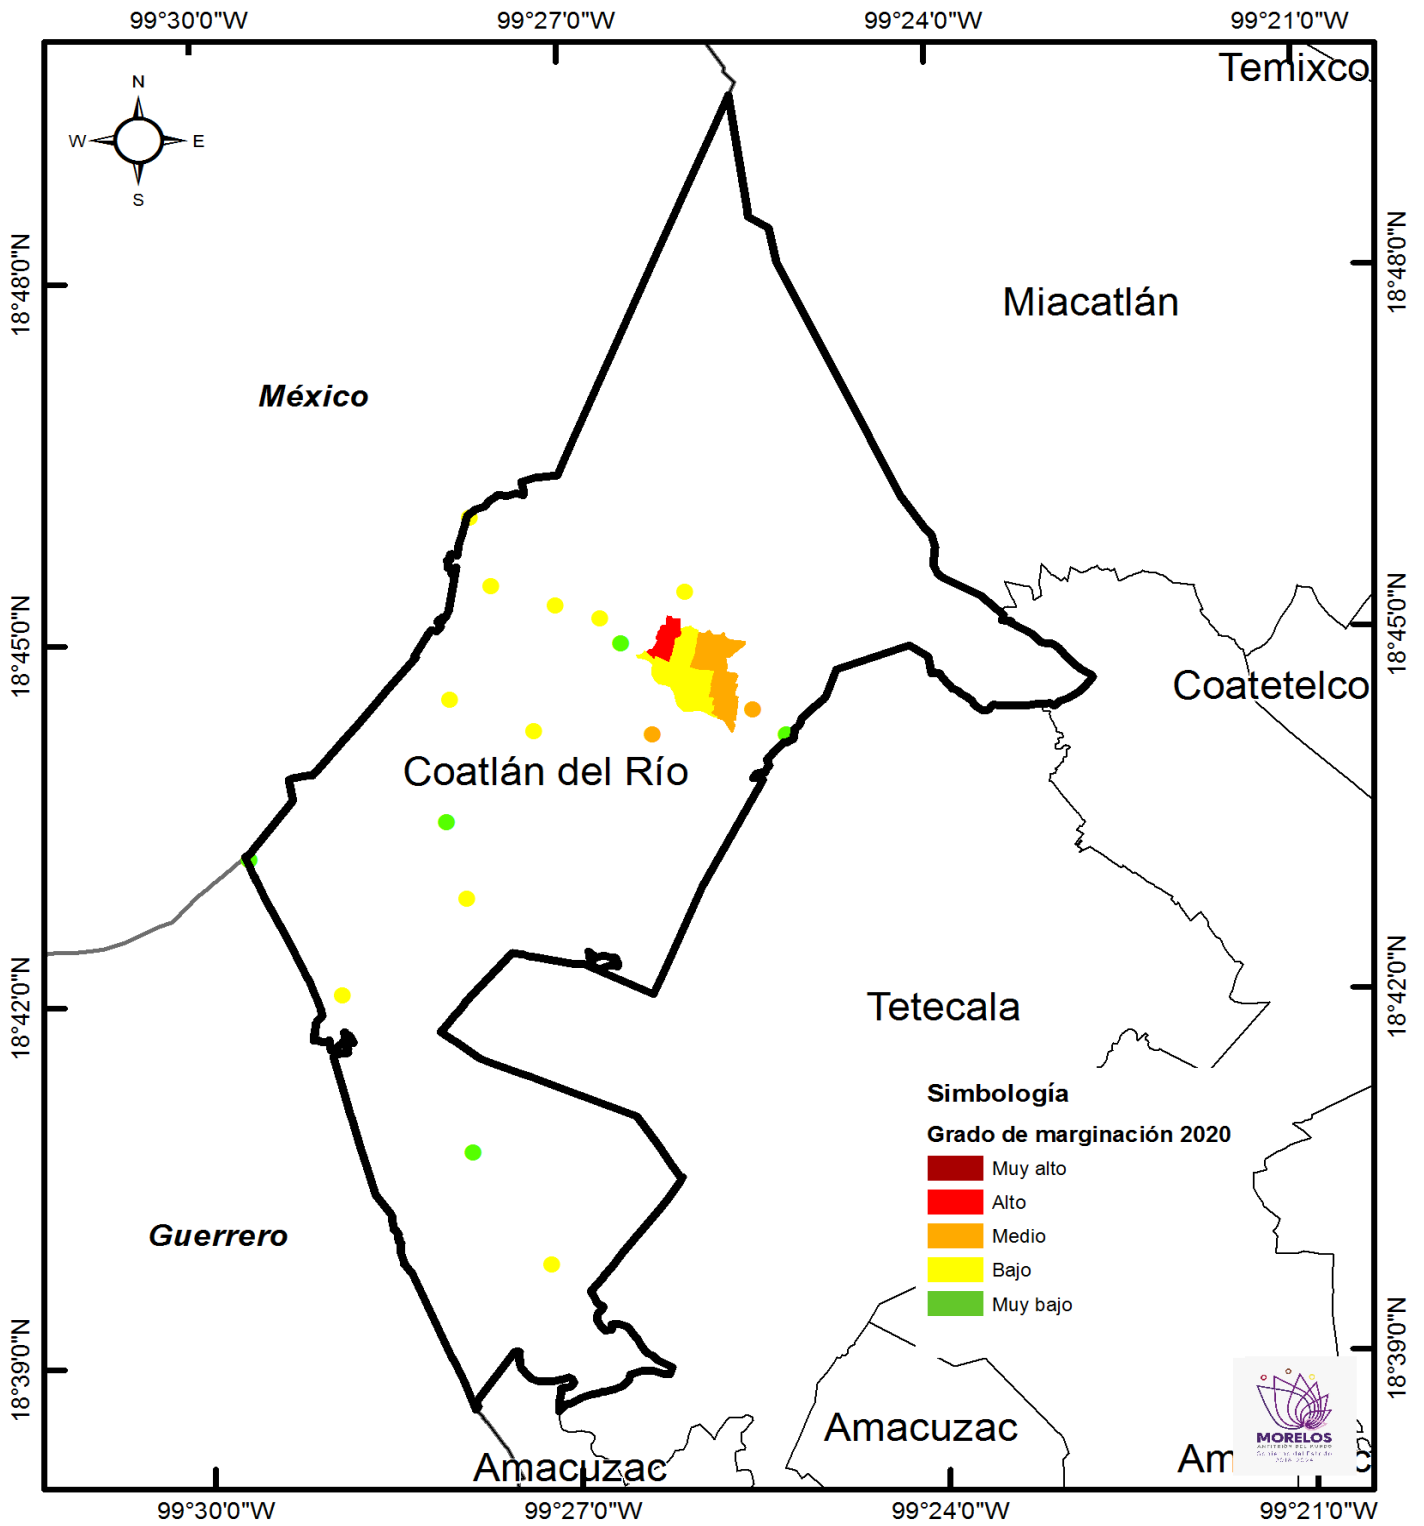 99°30'0"W 99°27'0"W 99°24'0"W 99°21'0"W
Temixco
N
W E
S
18°48'0"N
18°48'0"N
Miacatlán
México
18°45'0"N
18°45'0"N
Coatetelco
Coatlán del Río
18°42'0"N
18°42'0"N
Tetecala
Simbología
Grado de marginación 2020
Muy alto
Alto
Medio
Bajo
Muy bajo
Guerrero
18°39'0"N
18°39'0"N
MORELOS
Amacuzac
Amacuzac
Am c
99°30'0"W 99°27'0"W 99°24'0"W 99°21'0"W